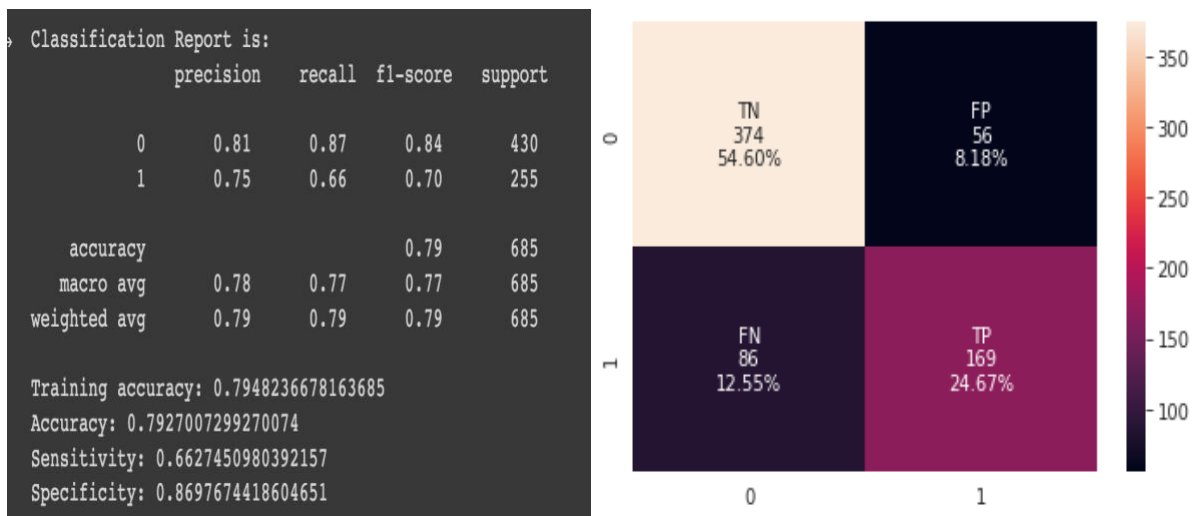 Classification Report is:
precision recall f1-score support
0 0.81 0.87 0.84 430
1 0.75 0.66 0.70 255
accuracy 0.79 685
macro avg 0.78 0.77 0.77 685
weighted avg 0.79 0.79 0.79 685
Training accuracy: 0.7948236678163685
Accuracy: 0.7927007299270074
Sensitivity: 0.6627450980392157
Specificity: 0.8697674418604651
0
1
TN
374
54.60%
FP
56
8.18%
FN
86
12.55%
TP
169
24.67%
0 1
350
300
250
200
150
100